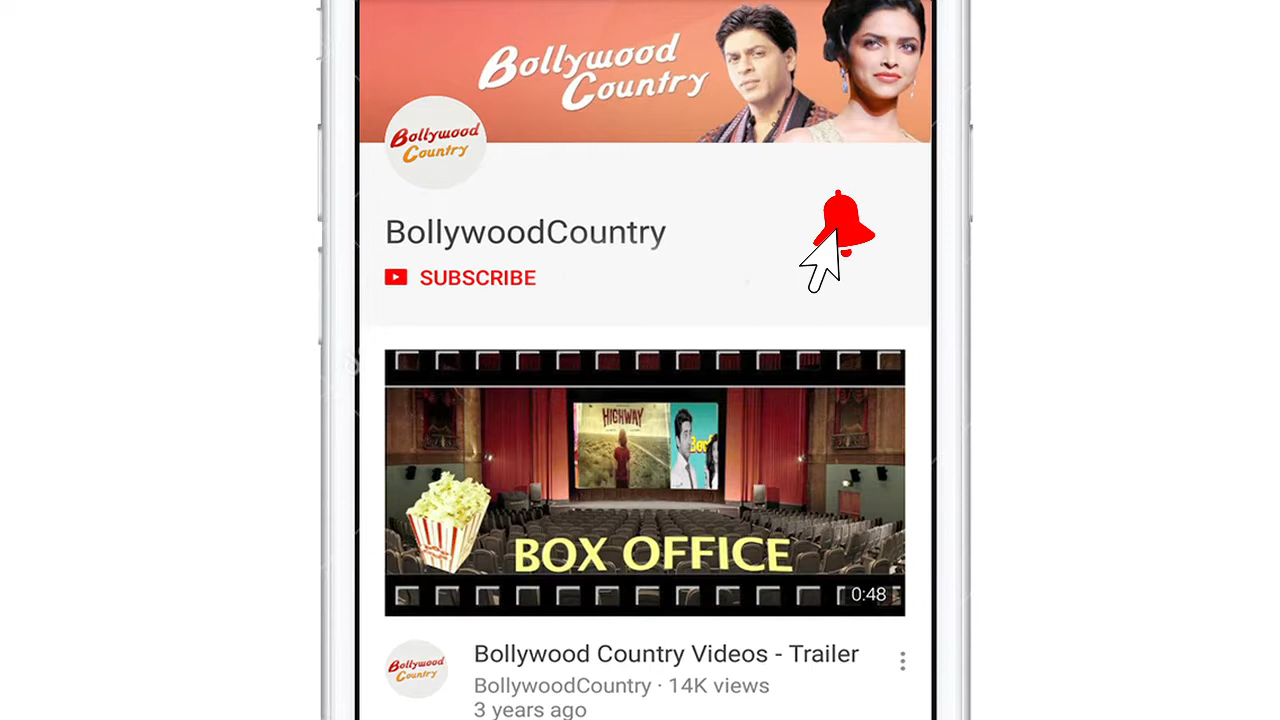 Bollywood
Country
Bollywood
Country
BollywoodCountry
SUBSCRIBE
HIGHWAY
BOX OFFICE
0:48
Bollywood Country Videos - Trailer
Bollywood
Country
BollywoodCountry · 14K views
3 years ago